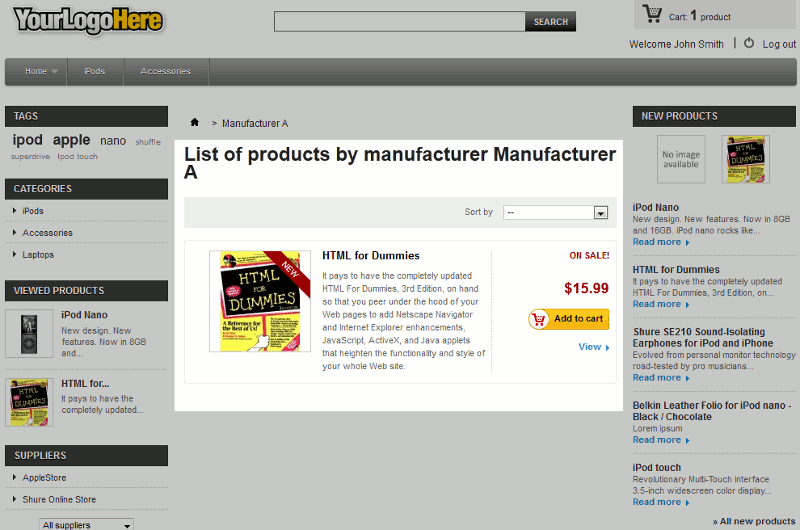 YourLogoHere
SEARCH
Cart: 1 product
Welcome John Smith | Log out
Home
iPods
Accessories
TAGS
ipod apple nano shuffle
superdrive Ipod touch
CATEGORIES
iPods
Accessories
Laptops
VIEWED PRODUCTS
iPod Nano
New design. New
features. Now in 8GB
and...
HTML for...
It pays to have the
completely updated...
SUPPLIERS
AppleStore
Shure Online Store
All suppliers
> Manufacturer A
List of products by manufacturer Manufacturer
A
Sort by
--
NEW
HTML
FOR
DUMMIES
A Reference for the
Rest of Us!
HTML for Dummies
It pays to have the completely updated
HTML For Dummies, 3rd Edition, on hand
so that you peer under the hood of your
Web pages to add Netscape Navigator
and Internet Explorer enhancements,
JavaScript, ActiveX, and Java applets
that heighten the functionality and style of
your whole Web site.
ON SALE!
$15.99
Add to cart
View
NEW PRODUCTS
No image
available
HTML
FOR
DUMMIES
iPod Nano
New design. New features. Now in 8GB
and 16GB. iPod nano rocks like...
Read more
HTML for Dummies
It pays to have the completely updated
HTML For Dummies, 3rd Edition, on...
Read more
Shure SE210 Sound-Isolating
Earphones for iPod and iPhone
Evolved from personal monitor technology
road-tested by pro musicians...
Read more
Belkin Leather Folio for iPod nano -
Black / Chocolate
Lorem ipsum
Read more
iPod touch
Revolutionary Multi-Touch interface
3.5-inch widescreen color display...
Read more
» All new products